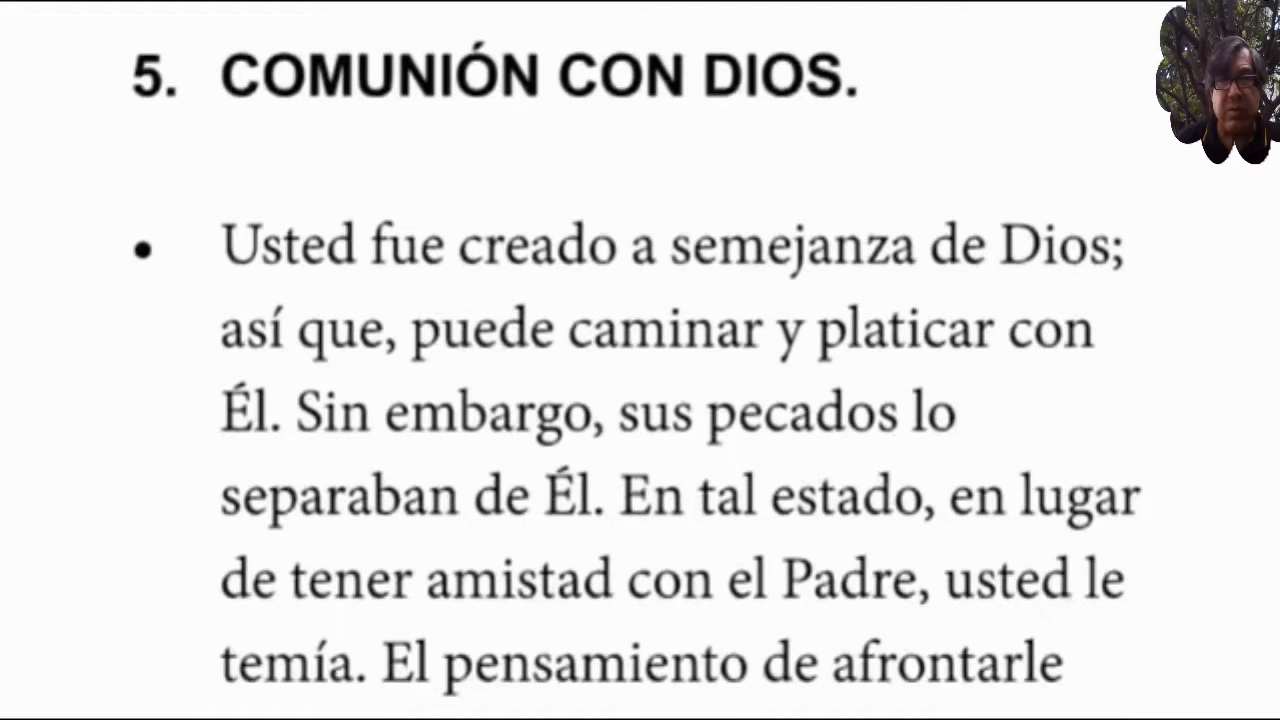 5. COMUNIÓN CON DIOS.
• Usted fue creado a semejanza de Dios;
así que, puede caminar y platicar con
Él. Sin embargo, sus pecados lo
separaban de Él. En tal estado, en lugar
de tener amistad con el Padre, usted le
temía. El pensamiento de afrontarle